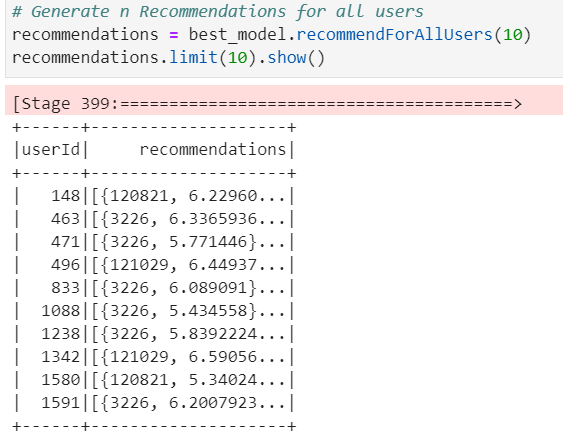 # Generate n Recommendations for all users
recommendations = best_model.recommendForAllUsers(10)
recommendations.limit(10).show()
[Stage 399:========================================>
+------+--------------------+
|userId|     recommendations|
+------+--------------------+
|   148|[{120821, 6.22960...|
|   463|[{3226, 6.3365936...|
|   471|[{3226, 5.771446}...|
|   496|[{121029, 6.44937...|
|   833|[{3226, 6.089091}...|
|  1088|[{3226, 5.434558}...|
|  1238|[{3226, 5.8392224...|
|  1342|[{121029, 6.59056...|
|  1580|[{120821, 5.34024...|
|  1591|[{3226, 6.2007923...|
+------+--------------------+